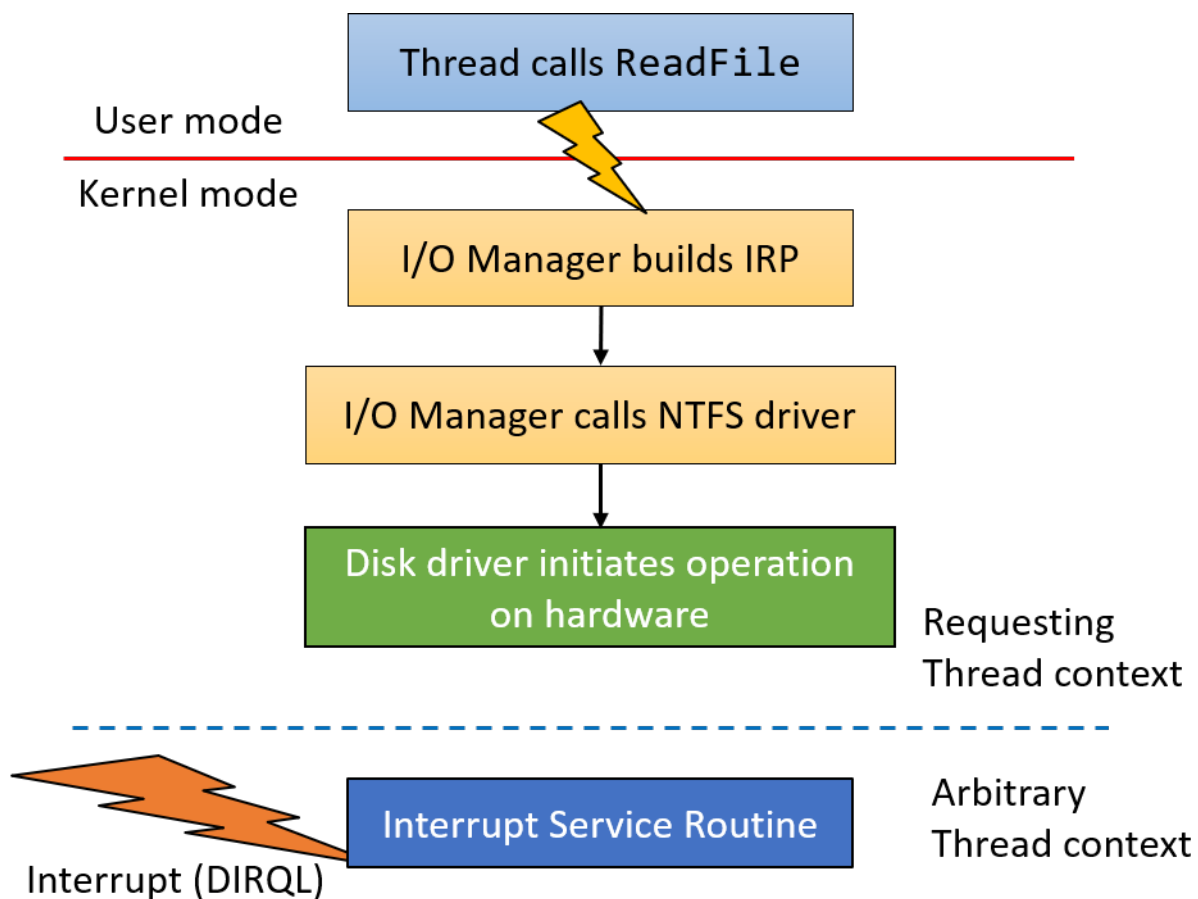 Thread calls ReadFile
User mode
Kernel mode
I/O Manager builds IRP
I/O Manager calls NTFS driver
Disk driver initiates operation
on hardware
Requesting
Thread context
Interrupt Service Routine
Arbitrary
Thread context
Interrupt (DIRQL)